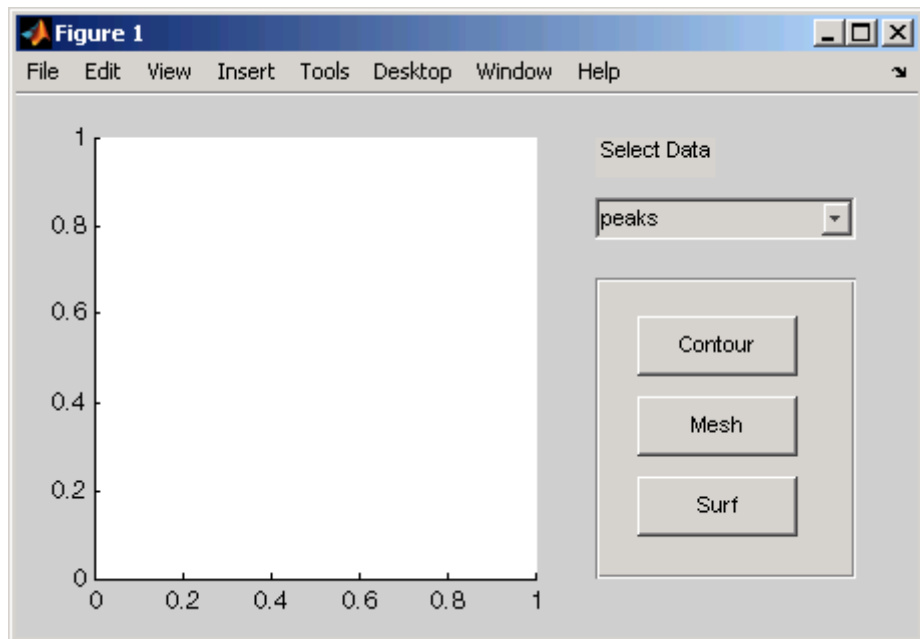 Figure 1
File Edit View Insert Tools Desktop Window Help
1
0.8
0.6
0.4
0.2
0
0 0.2 0.4 0.6 0.8 1
Select Data
peaks
Contour
Mesh
Surf